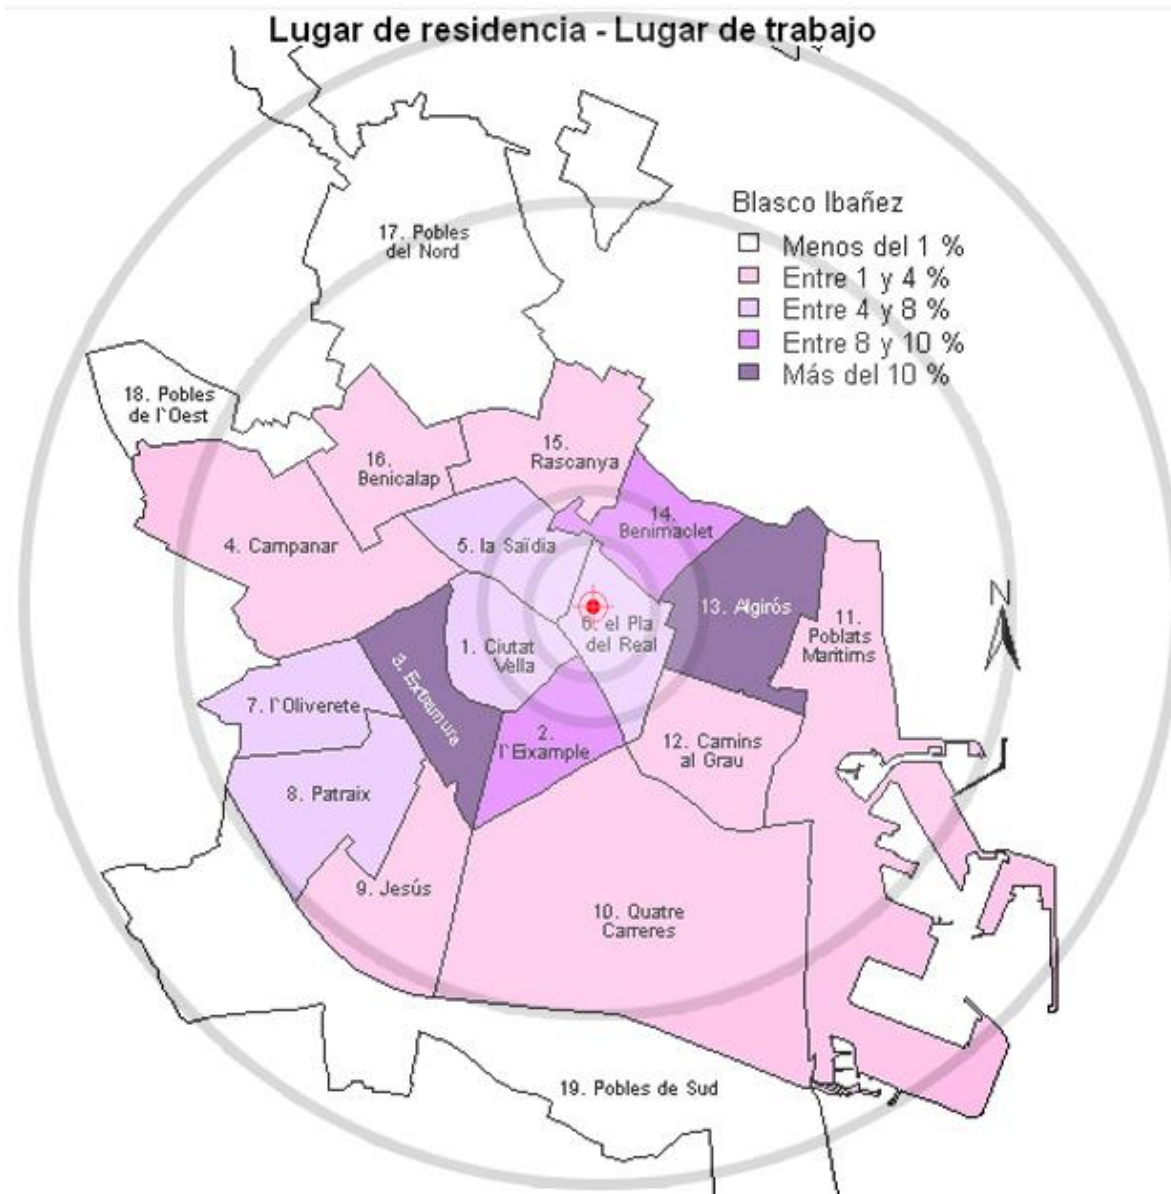 Lugar de residencia - Lugar de trabajo
Blasco Ibañez
Menos del 1 %
Entre 1 y 4 %
Entre 4 y 8 %
Entre 8 y 10 %
Más del 10 %
17. Pobles
del Nord
18. Pobles
de l`Oest
15.
Rascanya
16.
Benicalap
14.
Benimaclet
4. Campanar
5. la Saïdia
N
13. Algirós
11.
Poblats
Maritims
6. el Pla
del Real
1. Ciutat
Vella
3. Extramura
7. l`Oliverete
2.
l`Eixample
12. Camins
al Grau
8. Patraix
9. Jesús
10. Quatre
Carreres
19. Pobles de Sud